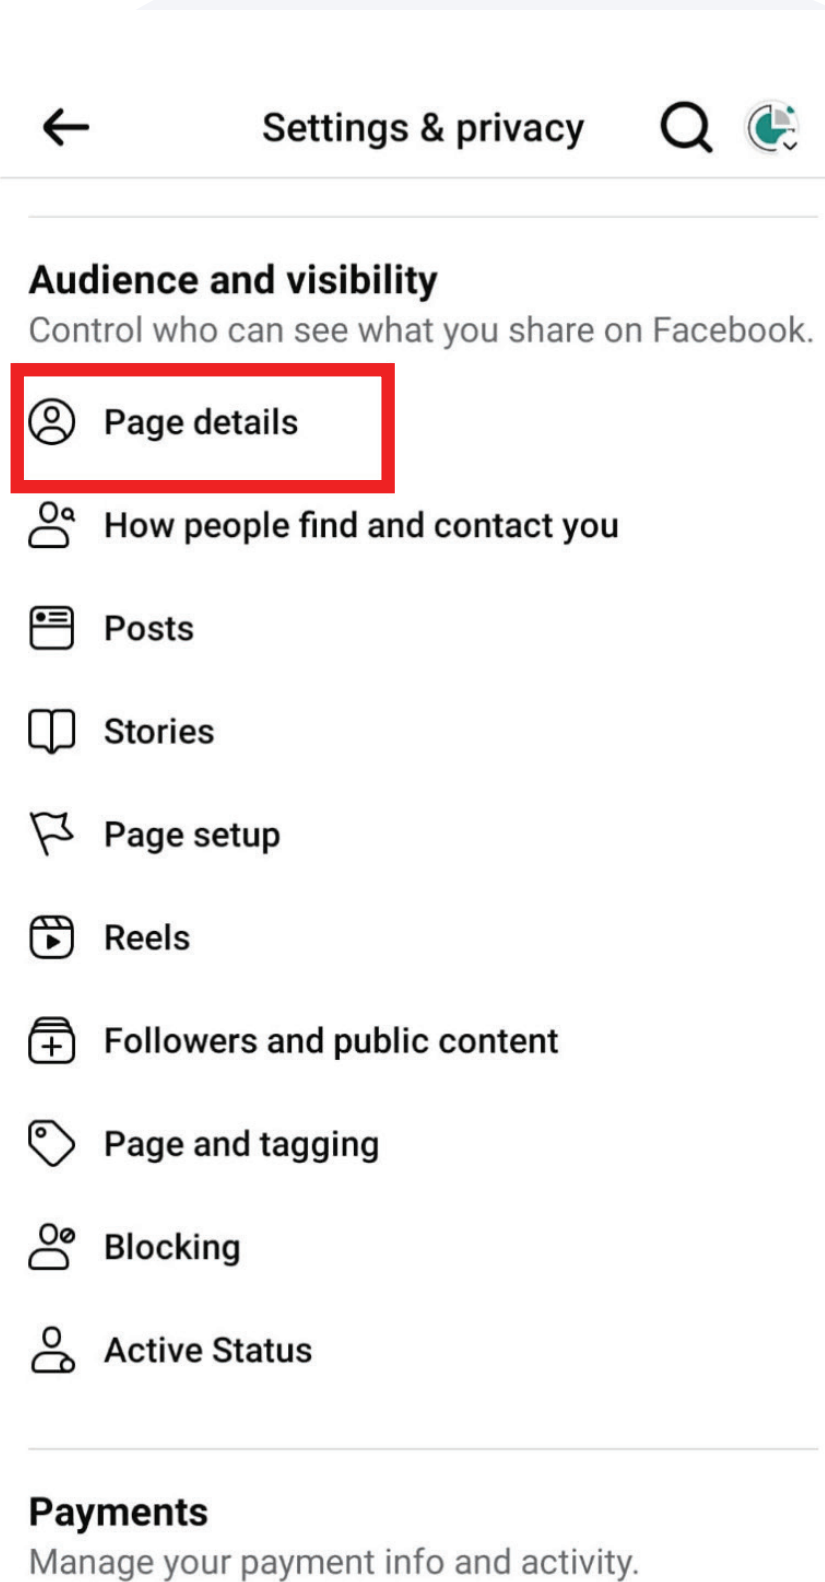 Settings & privacy
Audience and visibility
Control who can see what you share on Facebook.
Page details
How people find and contact you
Posts
Stories
Page setup
Reels
Followers and public content
Page and tagging
Blocking
Active Status
Payments
Manage your payment info and activity.